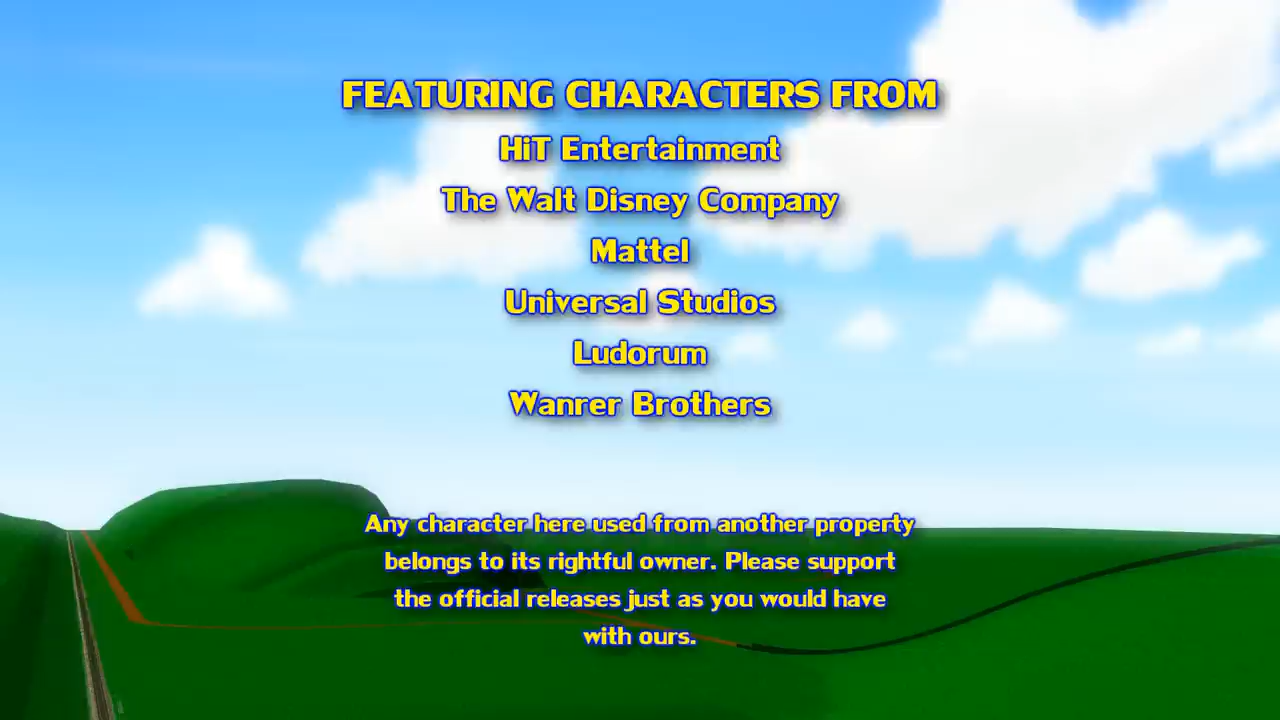 FEATURING CHARACTERS FROM
HiT Entertainment
The Walt Disney Company
Mattel
Universal Studios
Ludorum
Wanrer Brothers
Any character here used from another property
belongs to its rightful owner. Please support
the official releases just as you would have
with ours.